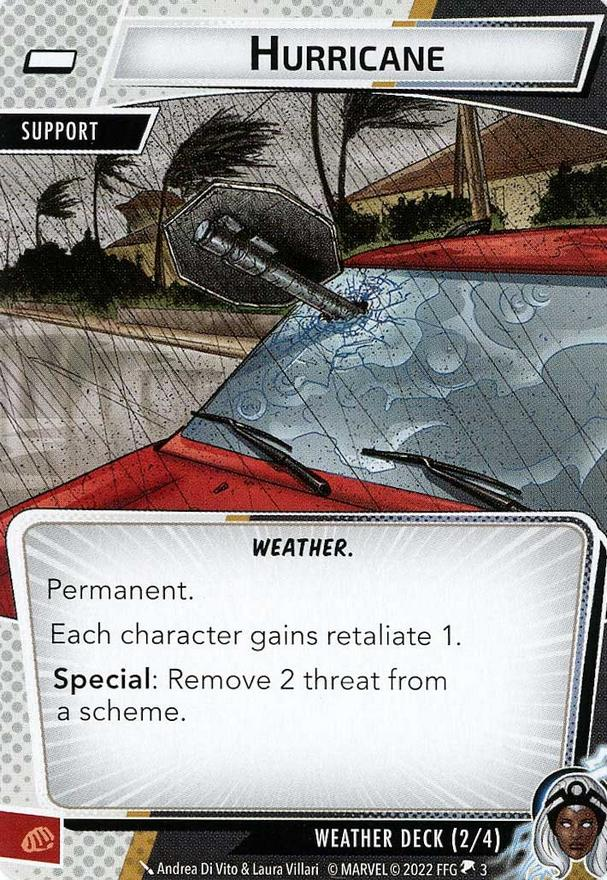 HURRICANE
SUPPORT
WEATHER.
Permanent.
Each character gains retaliate 1.
Special: Remove 2 threat from
a scheme.
WEATHER DECK (2/4)
Andrea Di Vito & Laura Villari © MARVEL © 2022 FFG 3